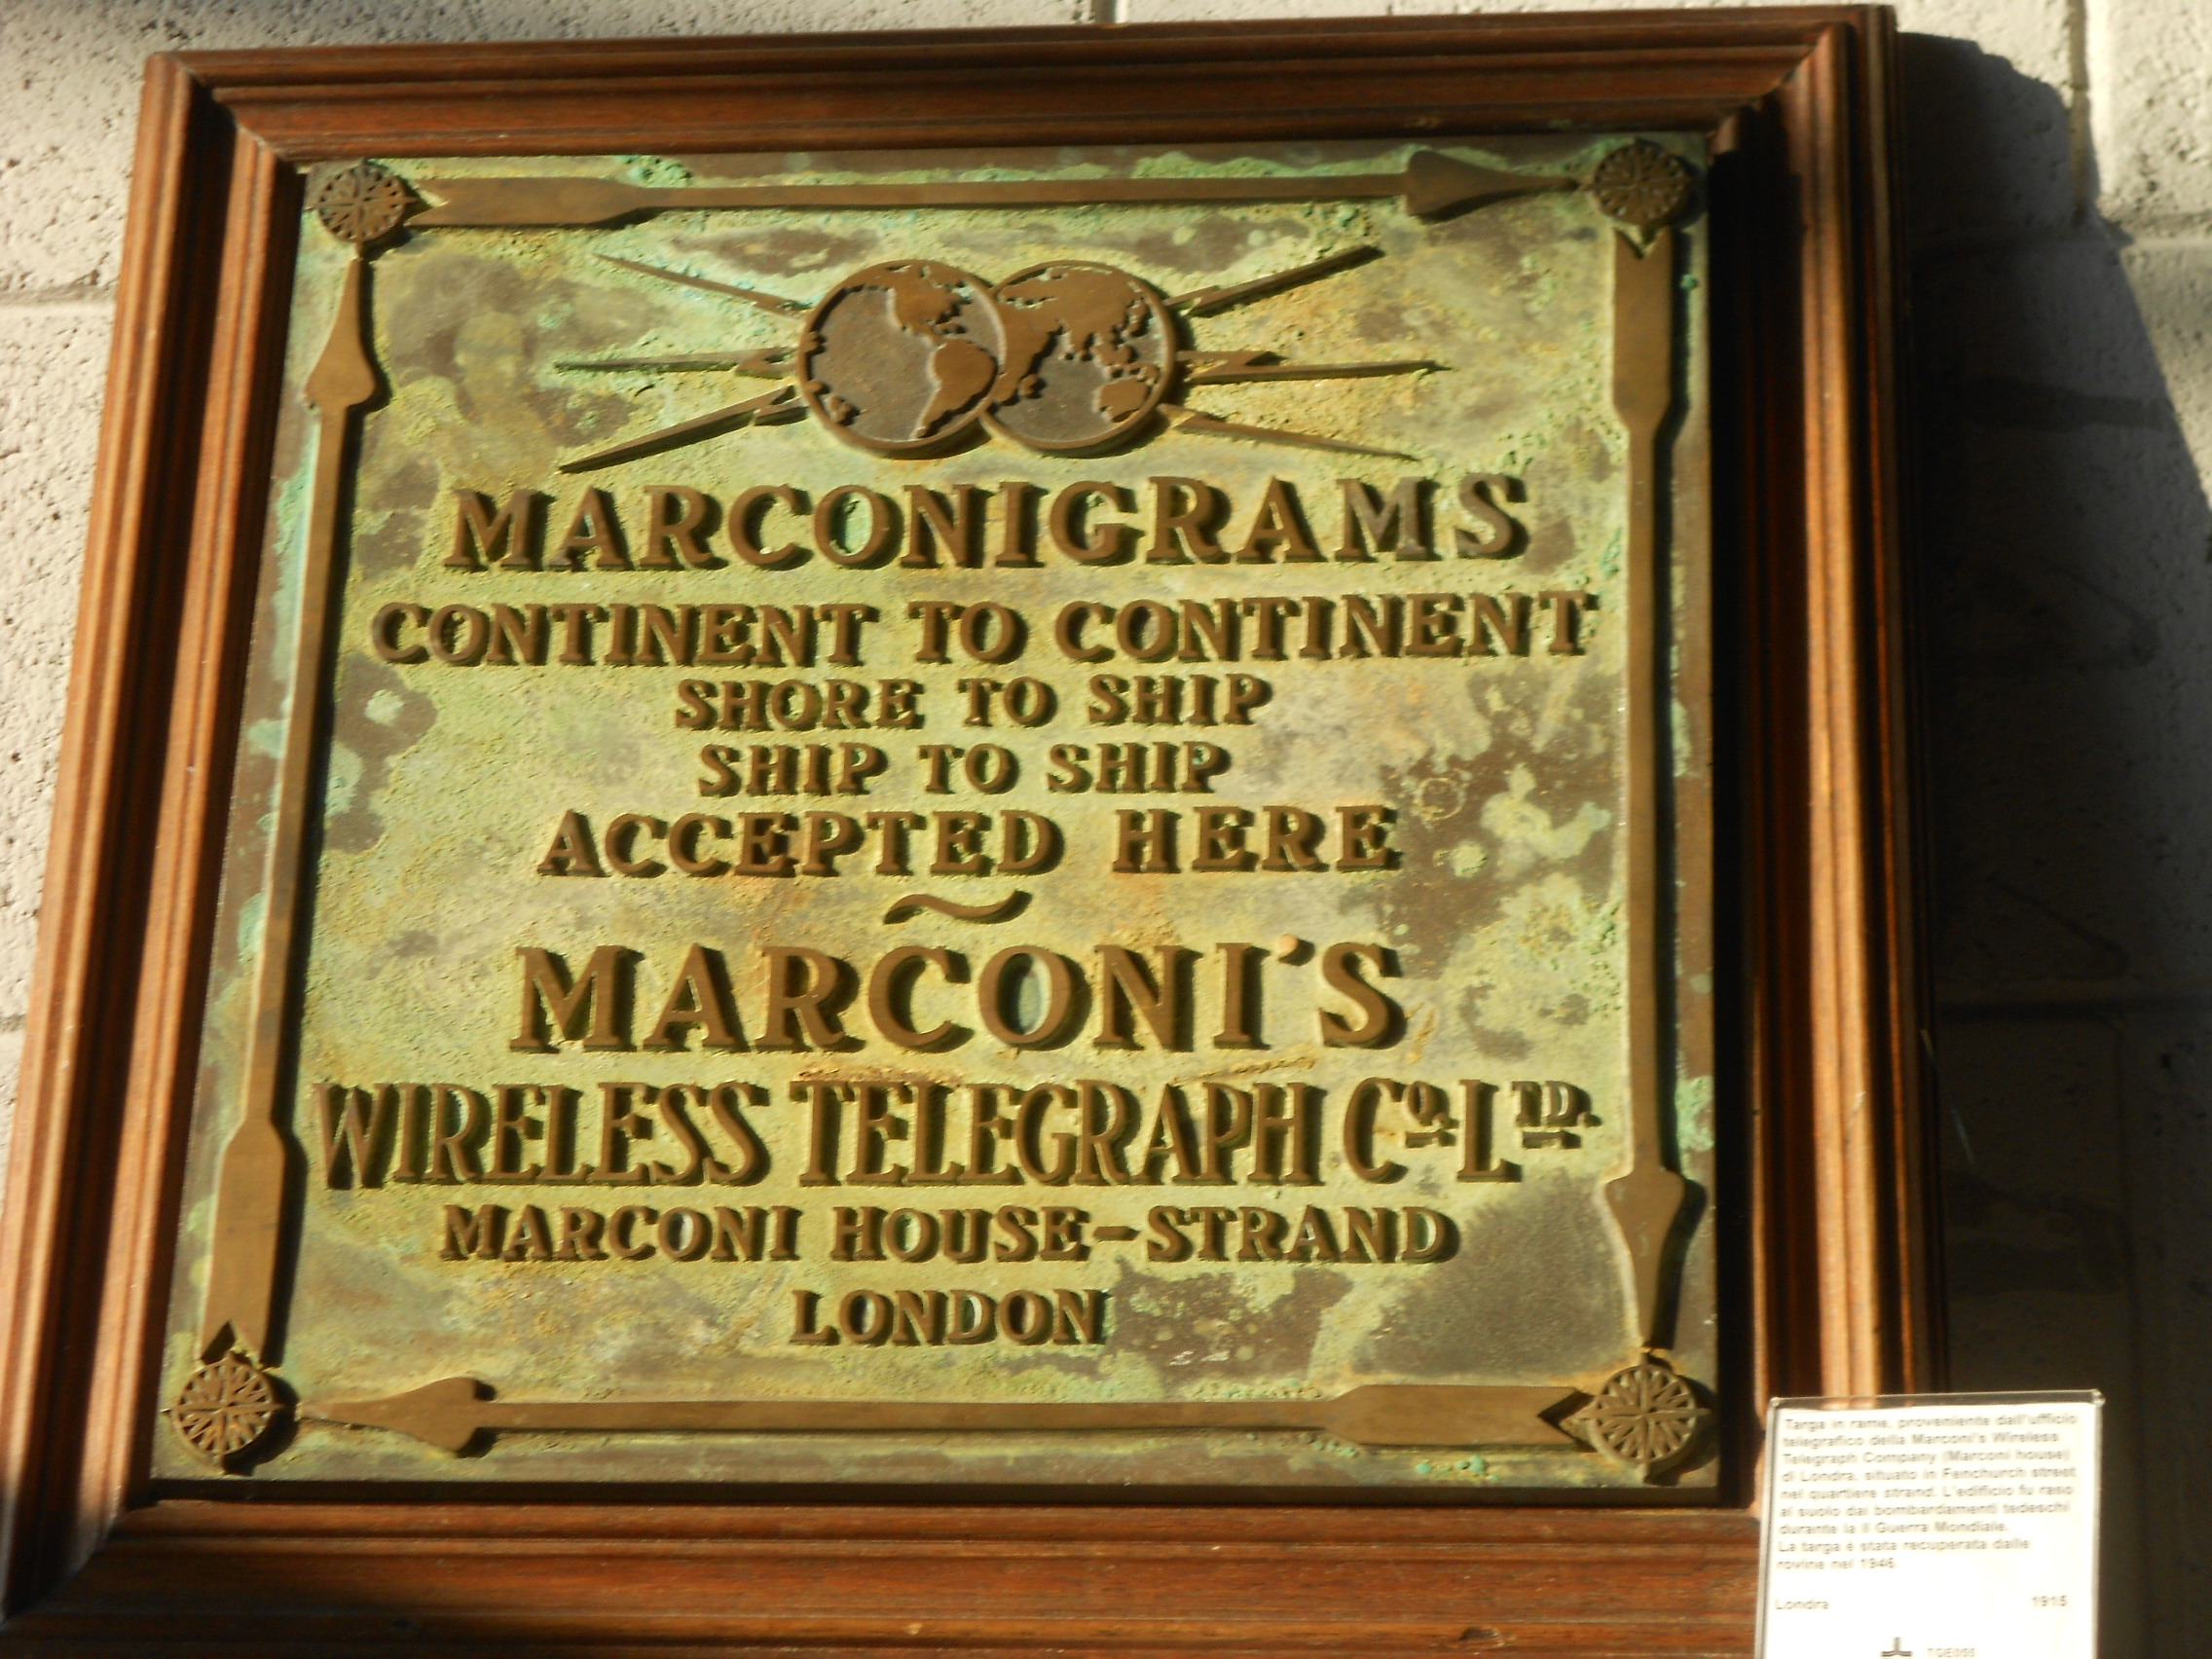 MARCONIGRAMS
CONTINENT TO CONTINENT
SHORE TO SHIP
SHIP TO SHIP
ACCEPTED HERE
~
MARCONI'S
WIRELESS TELEGRAPH CO. LTD.
MARCONI HOUSE-STRAND
LONDON
Targa in rame, proveniente dall'ufficio
telegrafico della Marconi's Wireless
Telegraph Company (Marconi house)
di Londra, situato in Fenchurch street
nel quartiere strand. L'edificio fu raso
al suolo dai bombardamenti tedeschi
durante la II Guerra Mondiale.
La targa è stata recuperata dalle
rovine nel 1946.
Londra 1915